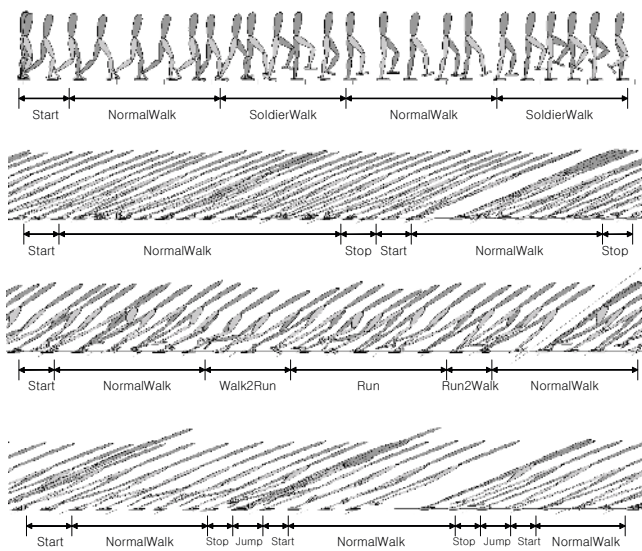 Start NormalWalk SoldierWalk NormalWalk SoldierWalk
Start NormalWalk Stop Start NormalWalk Stop
Start NormalWalk Walk2Run Run Run2Walk NormalWalk
Start NormalWalk Stop Jump Start NormalWalk Stop Jump Start NormalWalk